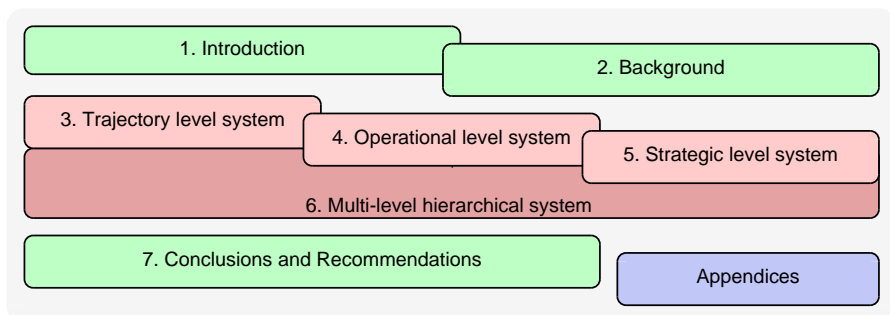 1. Introduction
2. Background
3. Trajectory level system
4. Operational level system
5. Strategic level system
6. Multi-level hierarchical system
7. Conclusions and Recommendations
Appendices